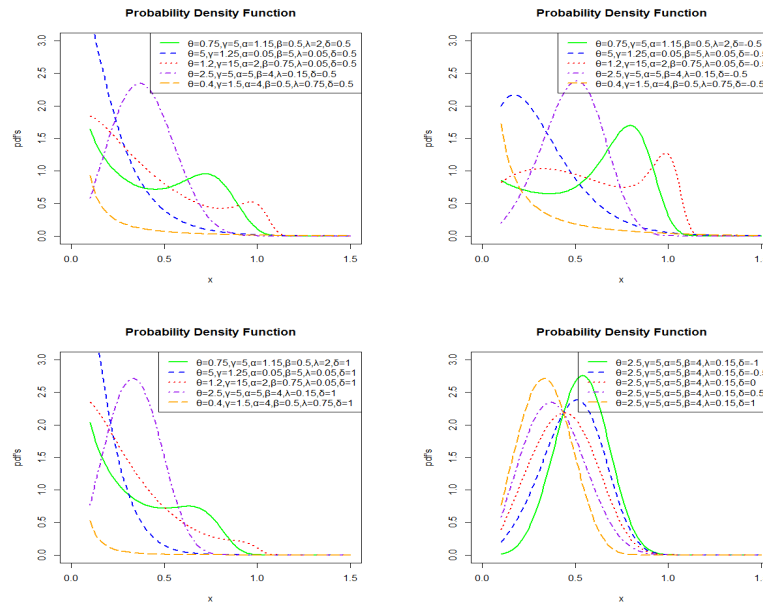 Probability Density Function
θ=0.75,γ=5,α=1.15,β=0.5,λ=2,δ=0.5
θ=5,γ=1.25,α=0.05,β=5,λ=0.05,δ=0.5
θ=1.2,γ=15,α=2,β=0.75,λ=0.05,δ=0.5
θ=2.5,γ=5,α=5,β=4,λ=0.15,δ=0.5
θ=0.4,γ=1.5,α=4,β=0.5,λ=0.75,δ=0.5
pdfs
3.0
2.5
2.0
1.5
1.0
0.5
0.0
0.0 0.5 1.0 1.5
x
Probability Density Function
θ=0.75,γ=5,α=1.15,β=0.5,λ=2,δ=-0.5
θ=5,γ=1.25,α=0.05,β=5,λ=0.05,δ=-0.5
θ=1.2,γ=15,α=2,β=0.75,λ=0.05,δ=-0.5
θ=2.5,γ=5,α=5,β=4,λ=0.15,δ=-0.5
θ=0.4,γ=1.5,α=4,β=0.5,λ=0.75,δ=-0.5
pdfs
3.0
2.5
2.0
1.5
1.0
0.5
0.0
0.0 0.5 1.0
x
Probability Density Function
θ=0.75,γ=5,α=1.15,β=0.5,λ=2,δ=1
θ=5,γ=1.25,α=0.05,β=5,λ=0.05,δ=1
θ=1.2,γ=15,α=2,β=0.75,λ=0.05,δ=1
θ=2.5,γ=5,α=5,β=4,λ=0.15,δ=1
θ=0.4,γ=1.5,α=4,β=0.5,λ=0.75,δ=1
pdfs
3.0
2.5
2.0
1.5
1.0
0.5
0.0
0.0 0.5 1.0 1.5
x
Probability Density Function
θ=2.5,γ=5,α=5,β=4,λ=0.15,δ=-1
θ=2.5,γ=5,α=5,β=4,λ=0.15,δ=-0.5
θ=2.5,γ=5,α=5,β=4,λ=0.15,δ=0
θ=2.5,γ=5,α=5,β=4,λ=0.15,δ=0.5
θ=2.5,γ=5,α=5,β=4,λ=0.15,δ=1
pdfs
3.0
2.5
2.0
1.5
1.0
0.5
0.0
0.0 0.5 1.0
x